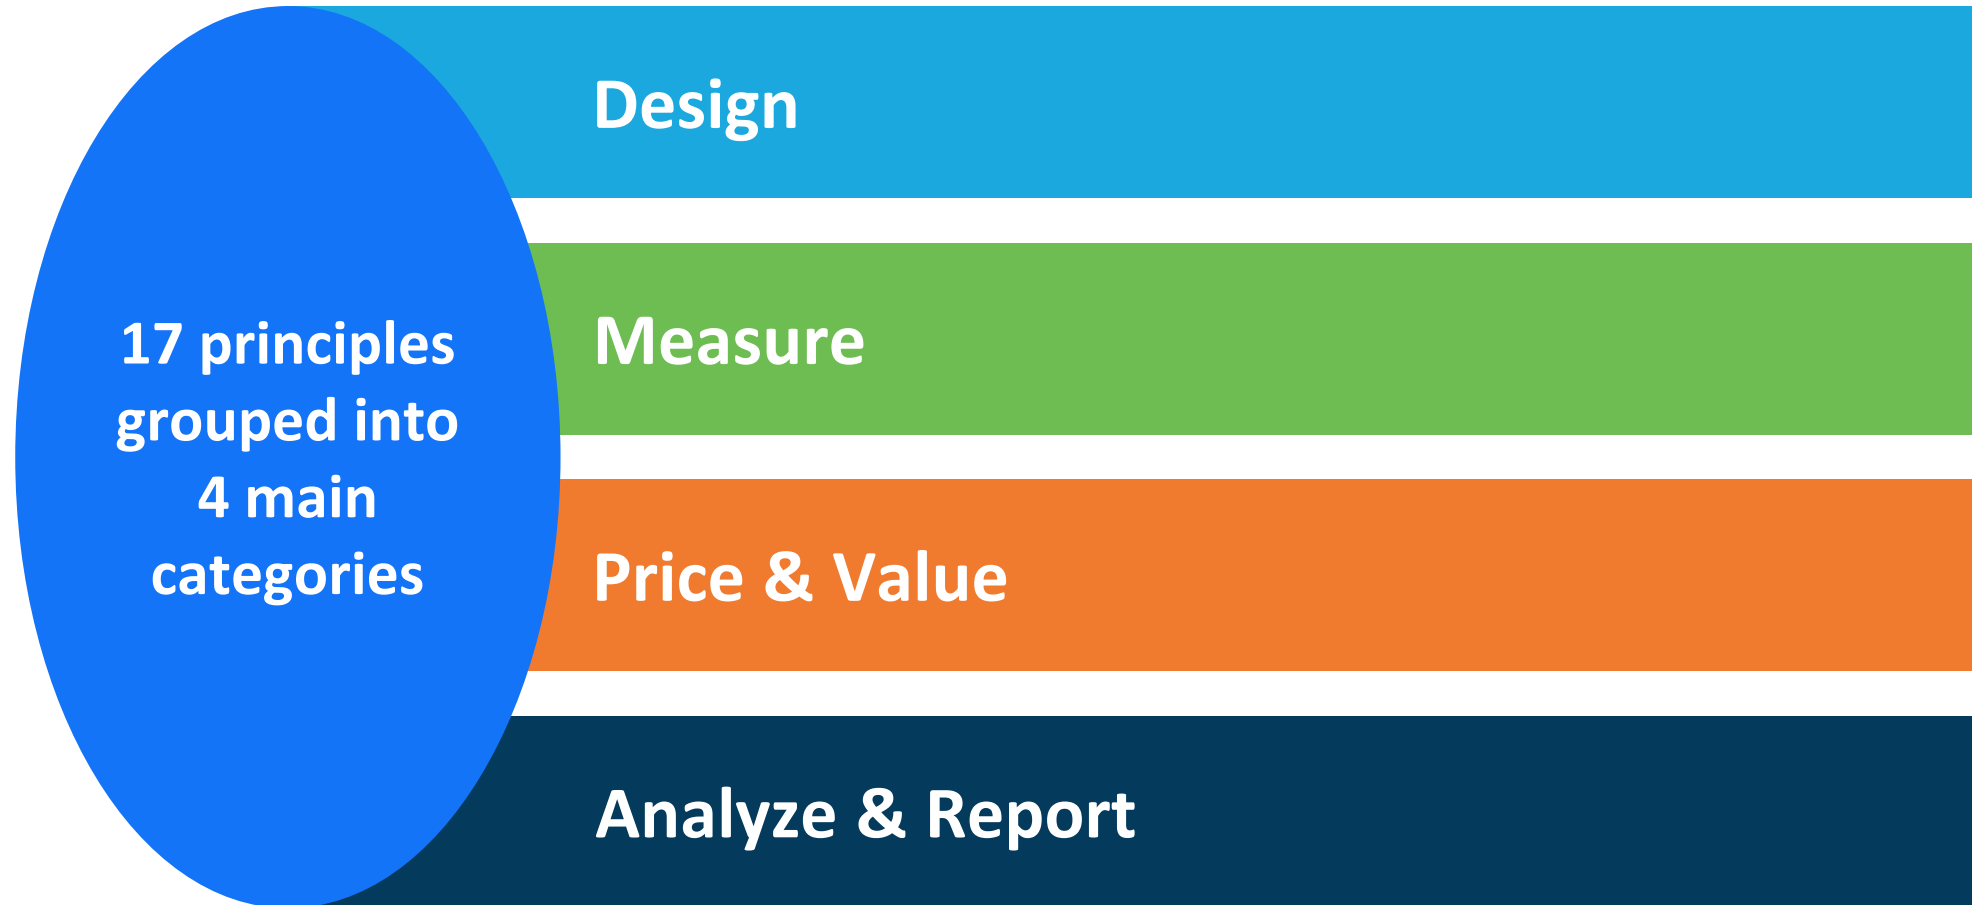 17 principles
grouped into
4 main
categories
Design
Measure
Price & Value
Analyze & Report